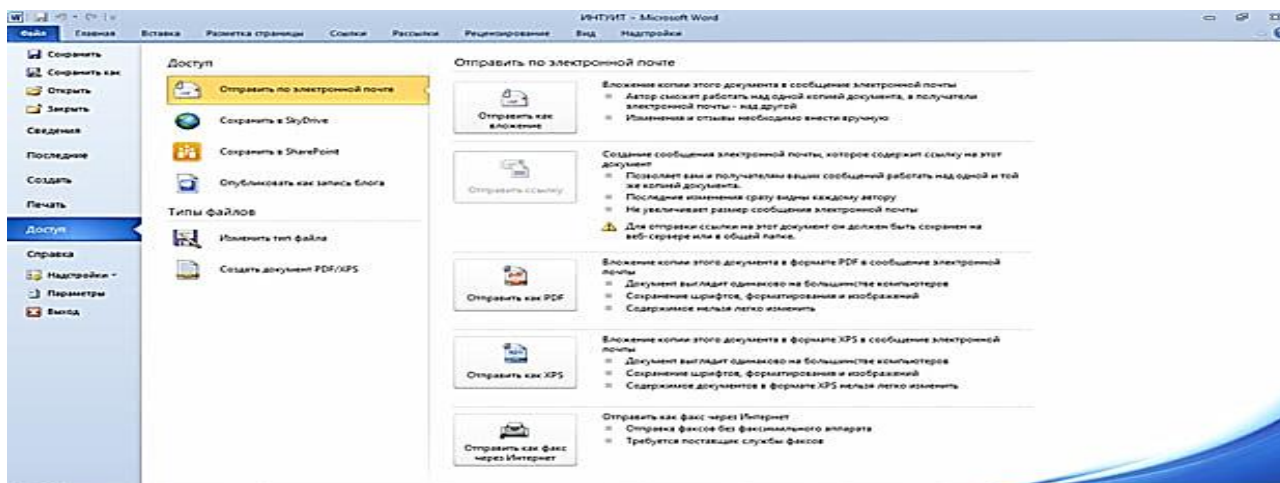 ИНТУИТ - Microsoft Word
Файл Главная Вставка Разметка страницы Ссылки Рассылки Рецензирование Вид Надстройки
Сохранить
Сохранить как
Открыть
Закрыть
Сведения
Последние
Создать
Печать
Доступ
Справка
Надстройки
Параметры
Выход
Доступ
Отправить по электронной почте
Сохранить в SkyDrive
Сохранить в SharePoint
Опубликовать как запись блога
Типы файлов
Изменить тип файла
Создать документ PDF/XPS
Отправить по электронной почте
Отправить как
вложение
Вложение копии этого документа в сообщение электронной почты
Автор сможет работать над одной копией документа, а получатели
электронной почты - над другой
Изменения и отзывы необходимо внести вручную
Отправить ссылку
Создание сообщения электронной почты, которое содержит ссылку на этот
документ
Позволяет вам и получателям ваших сообщений работать над одной и той
же копией документа.
Последние изменения сразу видны каждому автору
Не увеличивает размер сообщения электронной почты
Для отправки ссылки на этот документ он должен быть сохранен на
веб-сервере или в общей папке.
Отправить как PDF
Вложение копии этого документа в формате PDF в сообщение электронной
почты
Документ выглядит одинаково на большинстве компьютеров
Сохранение шрифтов, форматирования и изображений
Содержимое нельзя легко изменить
Отправить как XPS
Вложение копии этого документа в формате XPS в сообщение электронной
почты
Документ выглядит одинаково на большинстве компьютеров
Сохранение шрифтов, форматирования и изображений
Содержимое документов в формате XPS нельзя легко изменить
Отправить как факс
через Интернет
Отправить как факс через Интернет
Отправка факсов без факсимильного аппарата
Требуется поставщик службы факсов